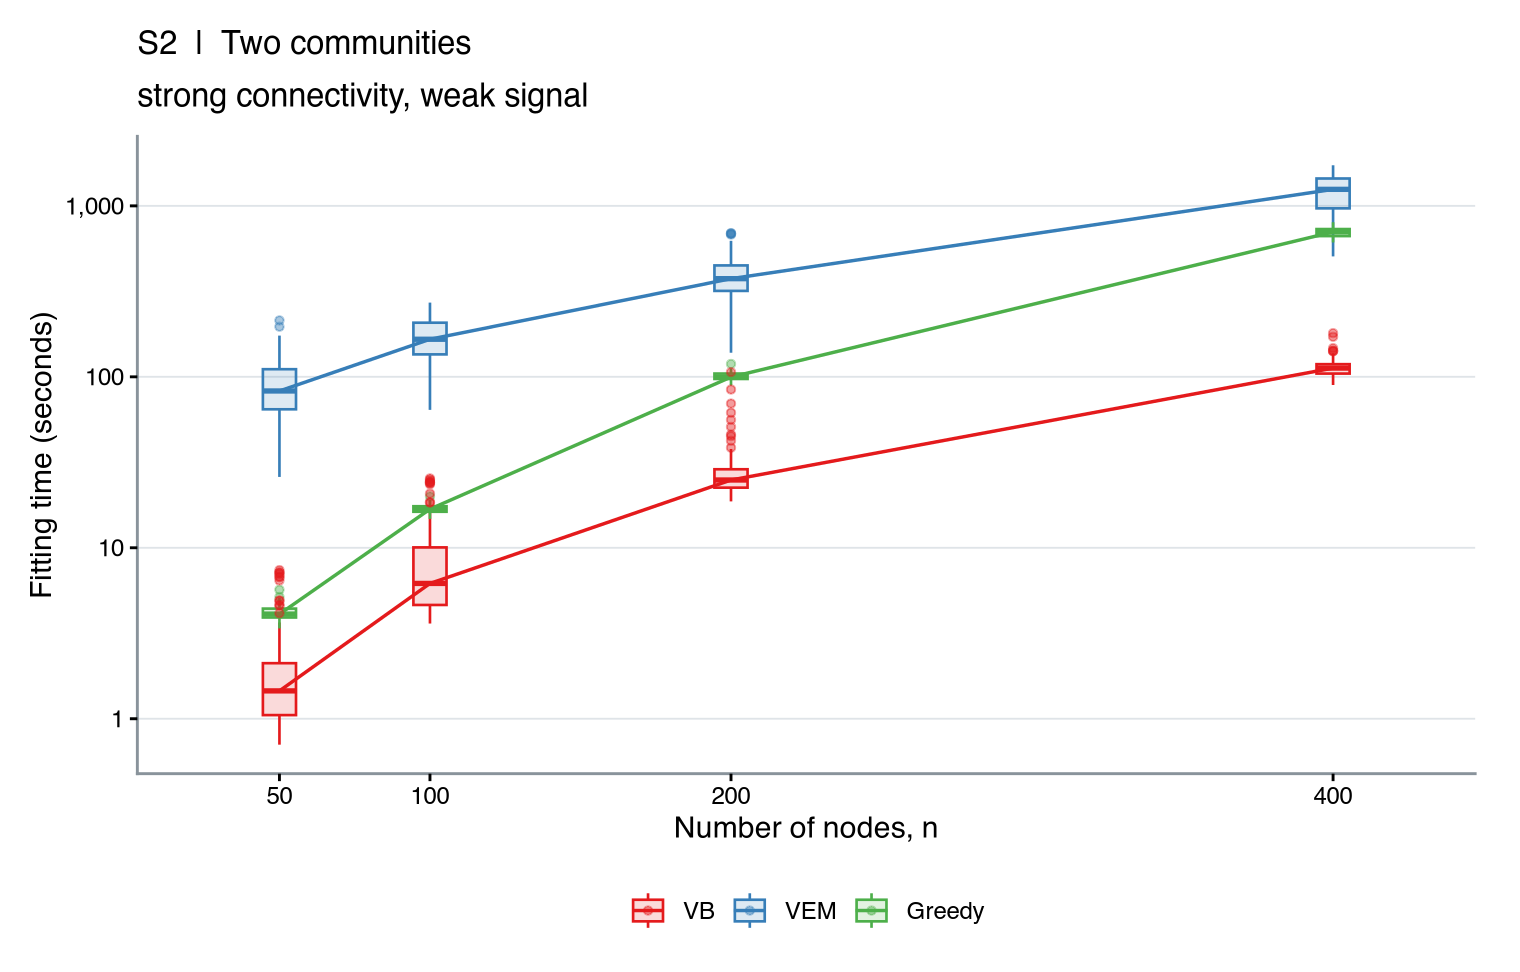 S2 | Two communities
strong connectivity, weak signal
Fitting time (seconds)
1,000
100
10
1
50 100 200 400
Number of nodes, n
VB VEM Greedy